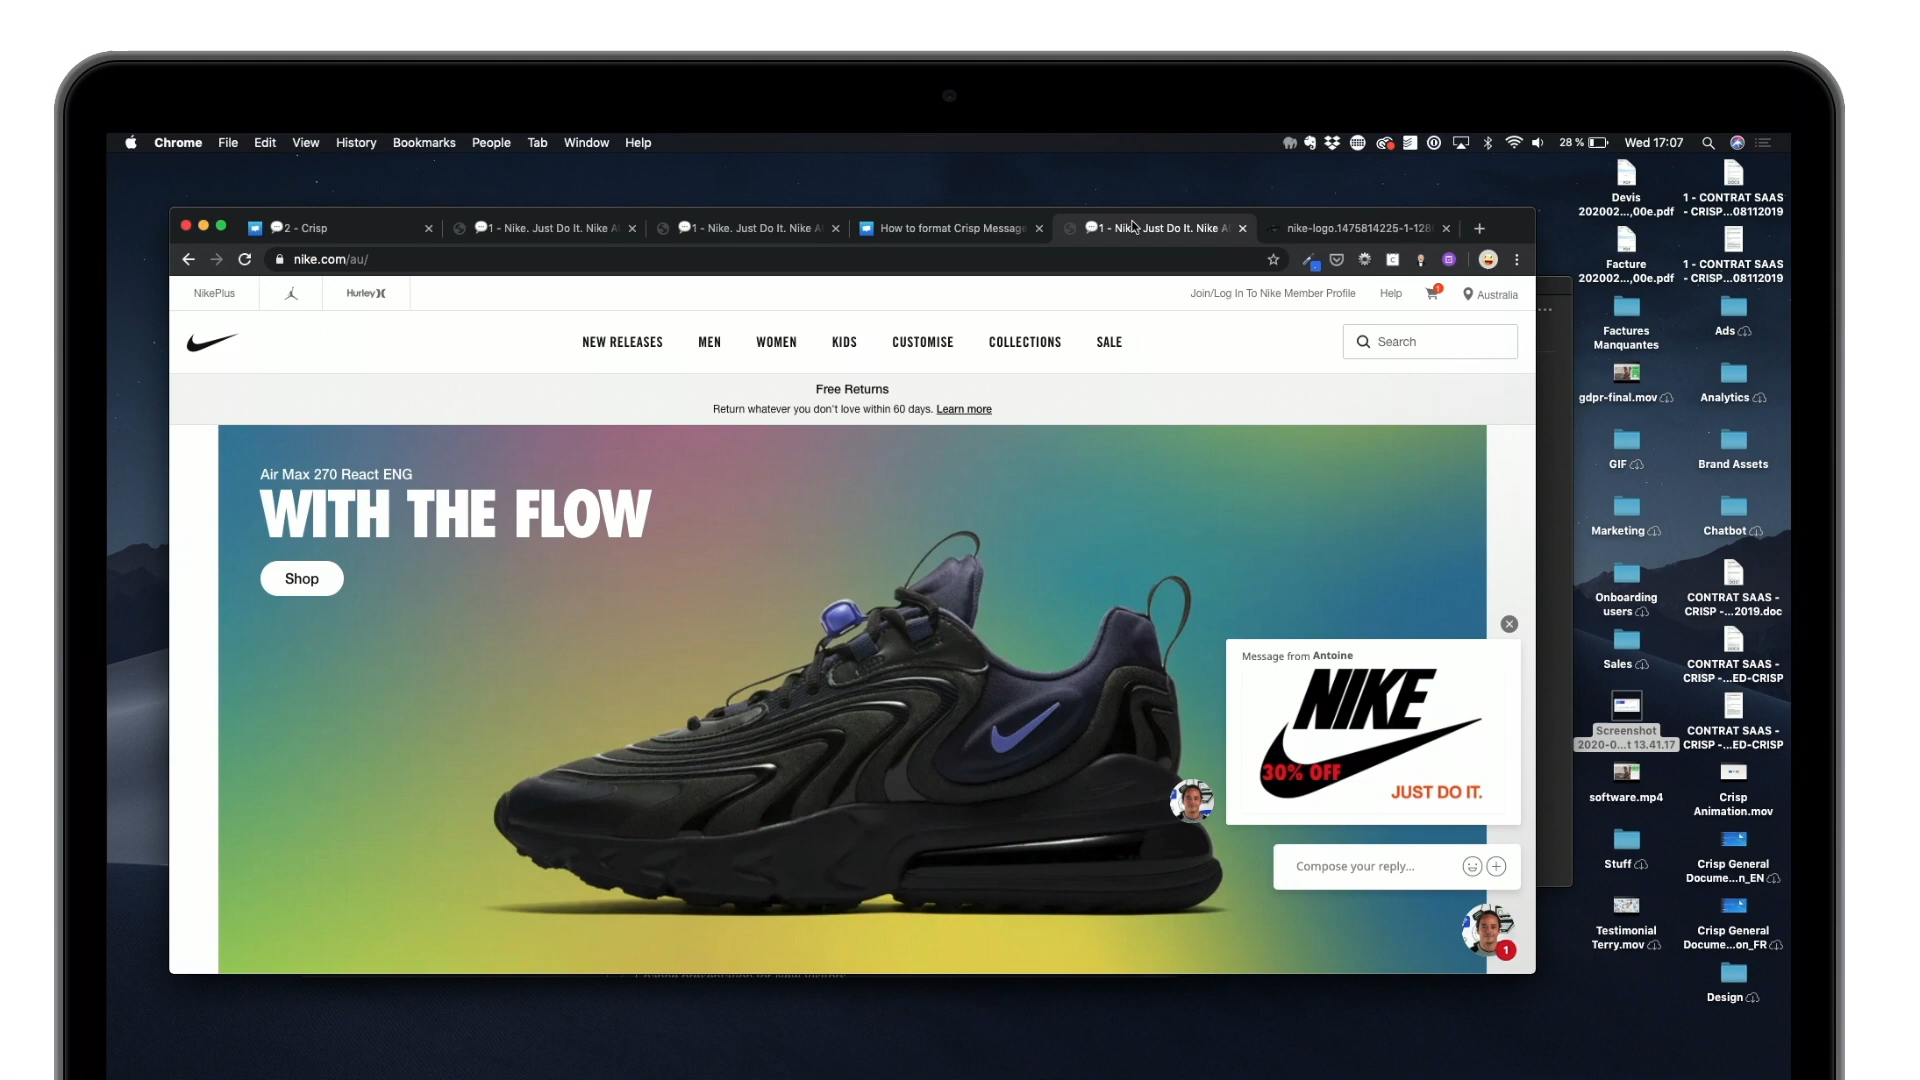 Chrome File Edit View History Bookmarks People Tab Window Help
28 % Wed 17:07
2 - Crisp
1 - Nike. Just Do It. Nike A
1 - Nike. Just Do It. Nike A
How to format Crisp Message
1 - Nike. Just Do It. Nike A
nike-logo.1475814225-1-128
nike.com/au/
NikePlus
Hurley
Join/Log In To Nike Member Profile
Help
1
Australia
NEW RELEASES MEN WOMEN KIDS CUSTOMISE COLLECTIONS SALE
Search
Free Returns
Return whatever you don't love within 60 days. Learn more
Air Max 270 React ENG
WITH THE FLOW
Shop
Message from Antoine
NIKE
30% OFF
JUST DO IT.
Compose your reply...
1
Devis
202002...,00e.pdf
1 - CONTRAT SAAS
- CRISP...08112019
Facture
202002...,00e.pdf
1 - CONTRAT SAAS
- CRISP...08112019
Factures
Manquantes
Ads
gdpr-final.mov
Analytics
GIF
Brand Assets
Marketing
Chatbot
Onboarding
users
CONTRAT SAAS -
CRISP -...2019.doc
Sales
CONTRAT SAAS -
CRISP -...ED-CRISP
Screenshot
2020-0...t 13.41.17
CONTRAT SAAS -
CRISP -...ED-CRISP
software.mp4
Crisp
Animation.mov
Stuff
Crisp General
Docume...n_EN
Testimonial
Terry.mov
Crisp General
Docume...on_FR
Design